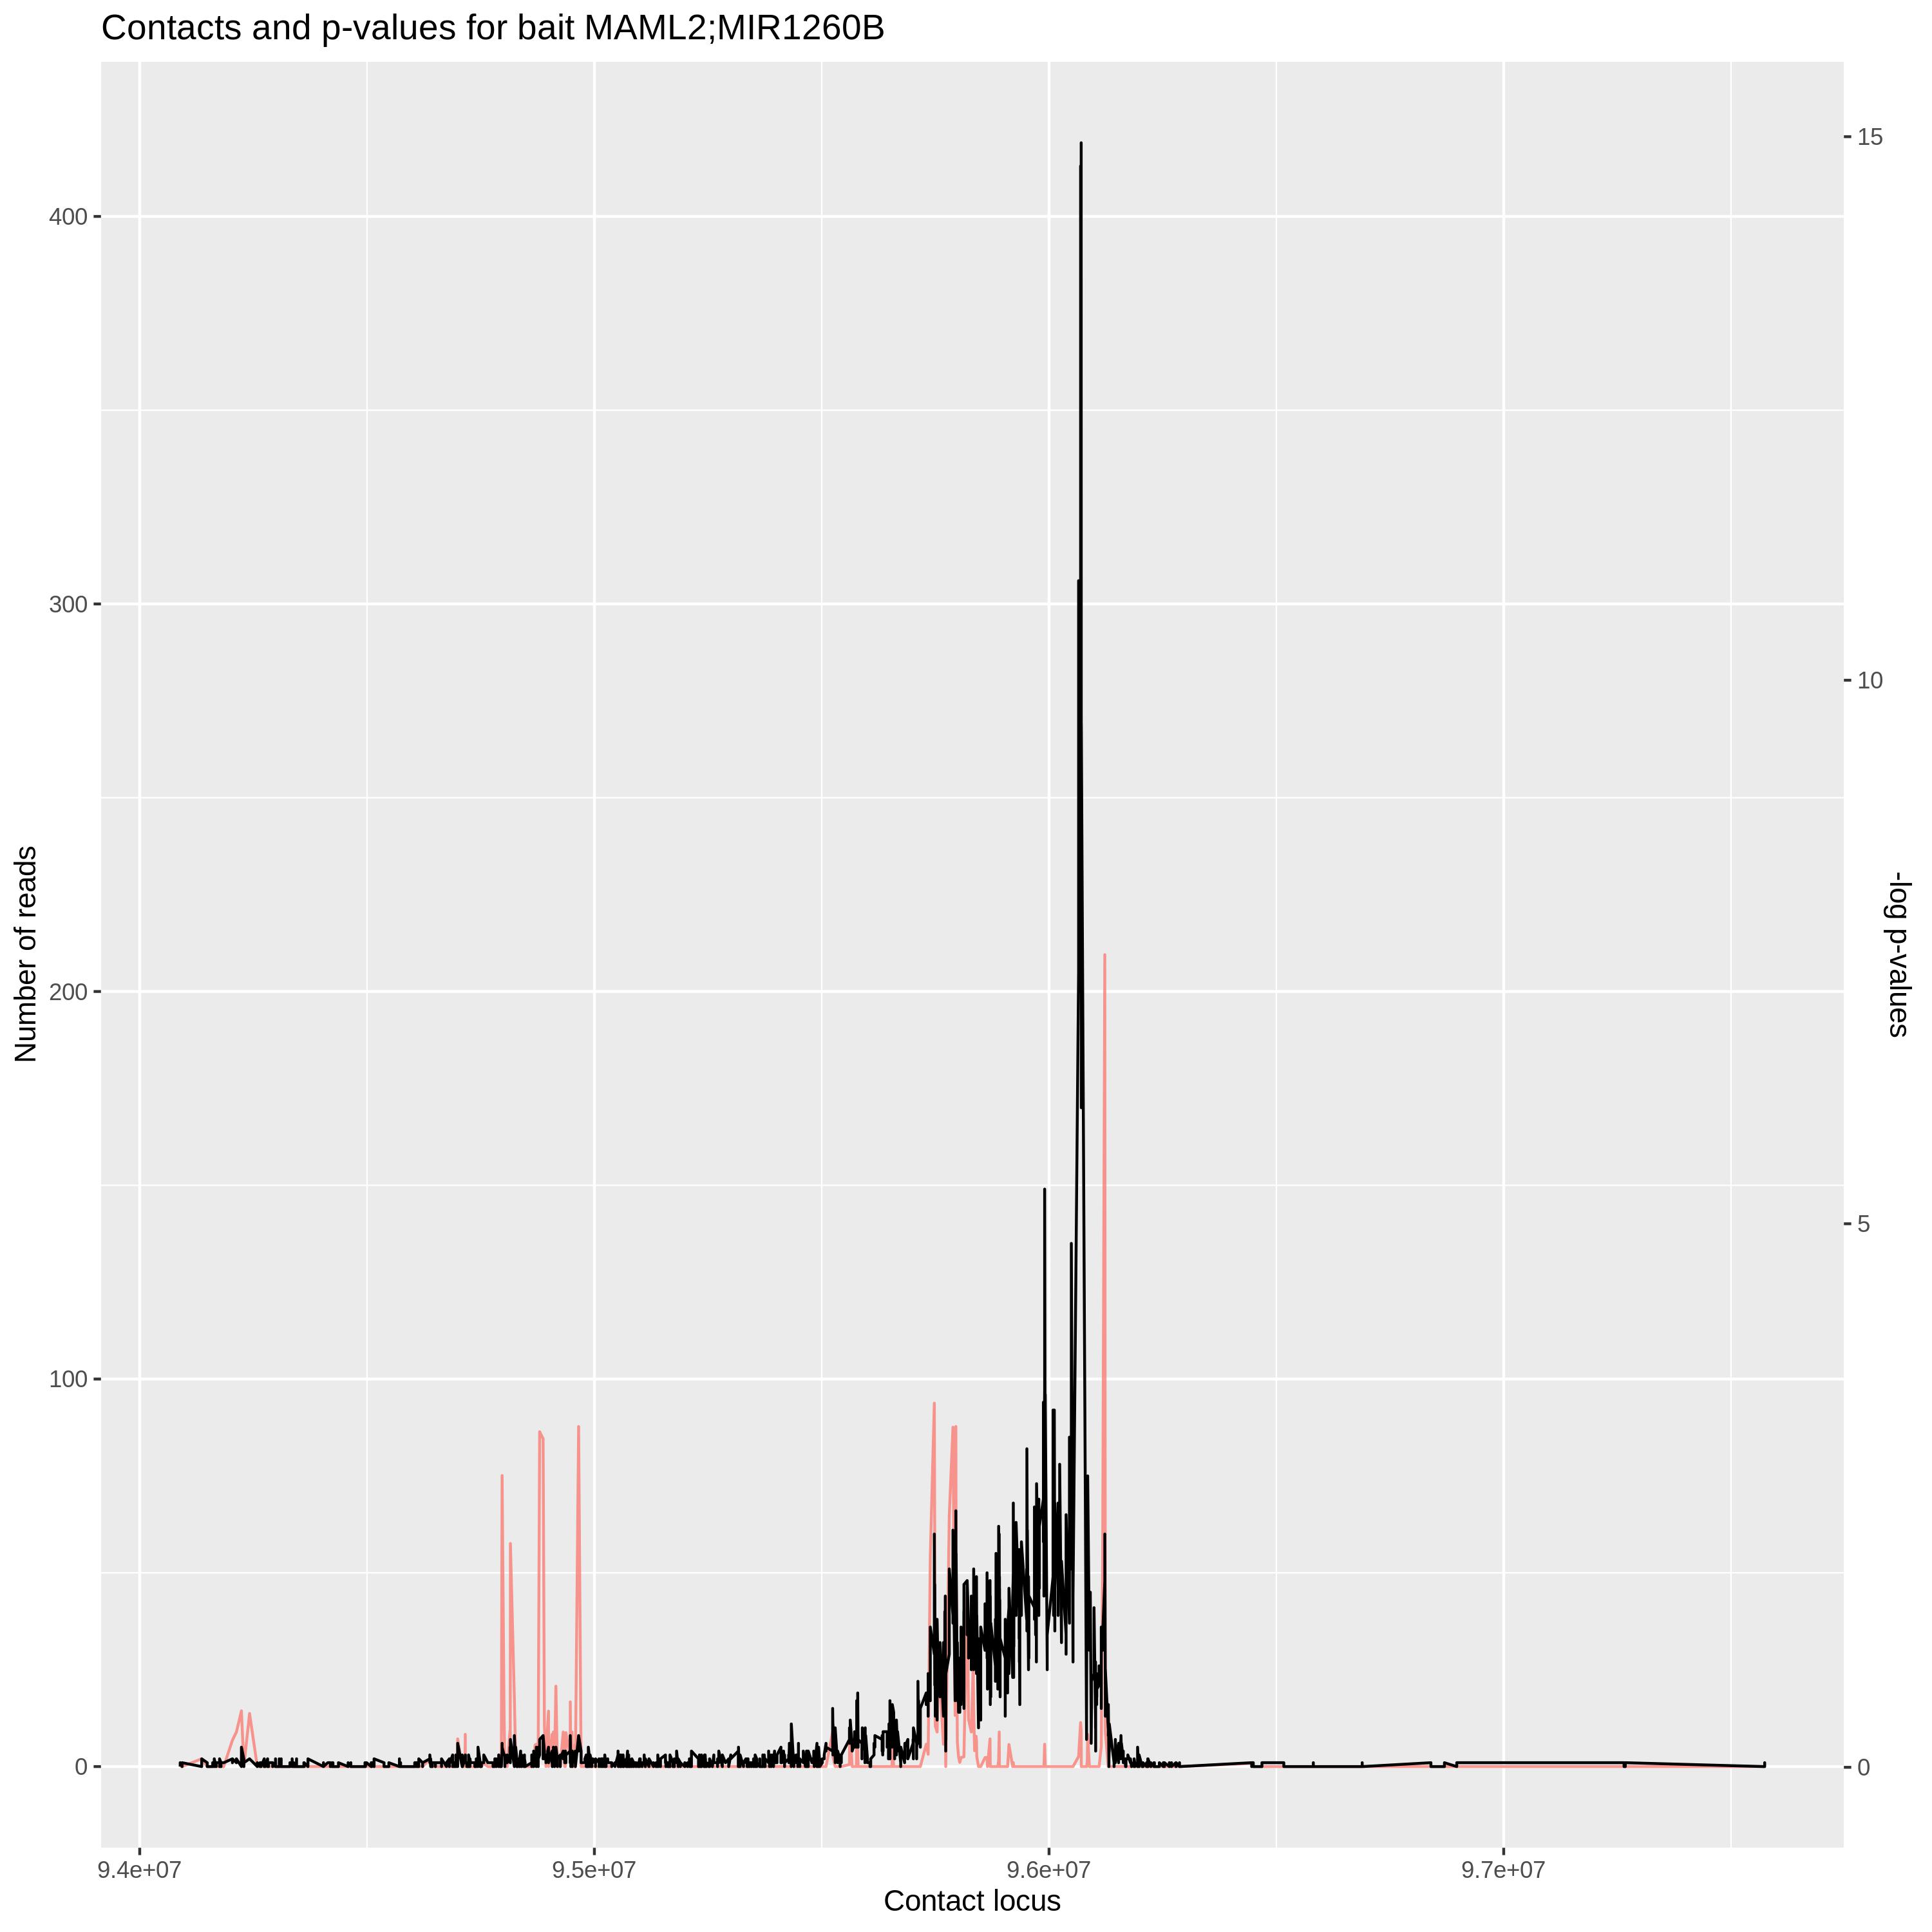 Contacts and p-values for bait MAML2;MIR1260B
Number of reads
400
300
200
100
0
15
10
5
0
-log p-values
9.4e+07
9.5e+07
9.6e+07
9.7e+07
Contact locus